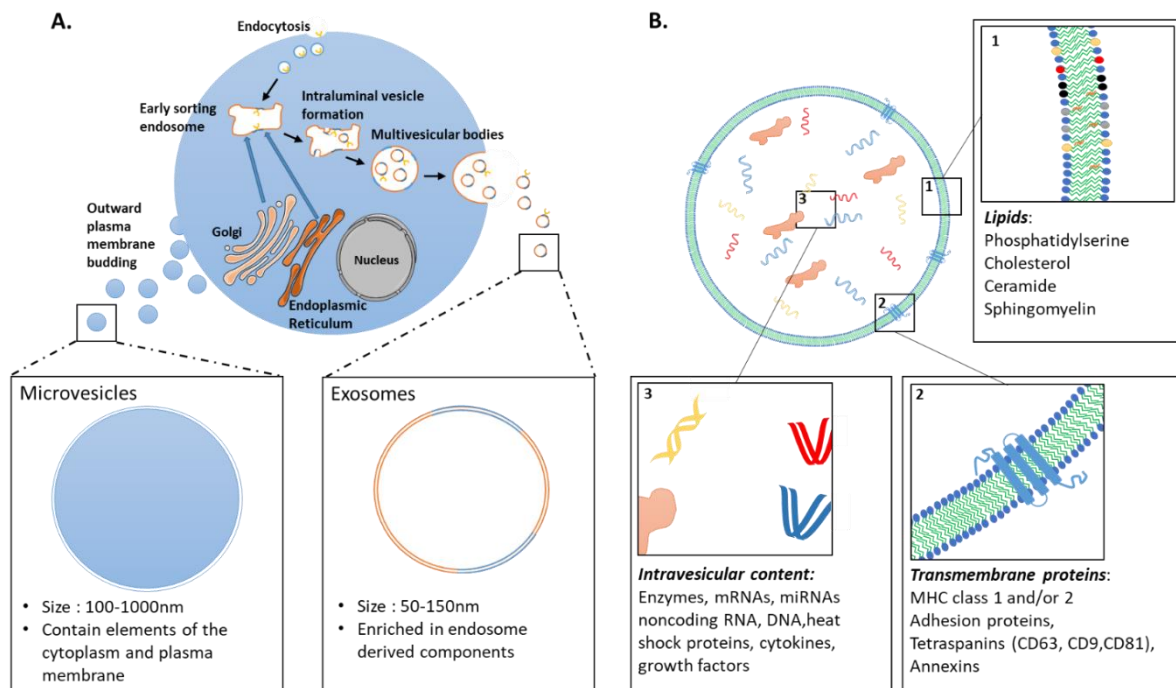 A.
Endocytosis
Early sorting
endosome
Intraluminal vesicle
formation
Multivesicular bodies
Outward
plasma
membrane
budding
Golgi
Nucleus
Endoplasmic
Reticulum
Microvesicles
• Size : 100-1000nm
• Contain elements of the
cytoplasm and plasma
membrane
Exosomes
• Size : 50-150nm
• Enriched in endosome
derived components
B.
1
2
3
1
Lipids:
Phosphatidylserine
Cholesterol
Ceramide
Sphingomyelin
3
Intravesicular content:
Enzymes, mRNAs, miRNAs
noncoding RNA, DNA,heat
shock proteins, cytokines,
growth factors
2
Transmembrane proteins:
MHC class 1 and/or 2
Adhesion proteins,
Tetraspanins (CD63, CD9,CD81),
Annexins